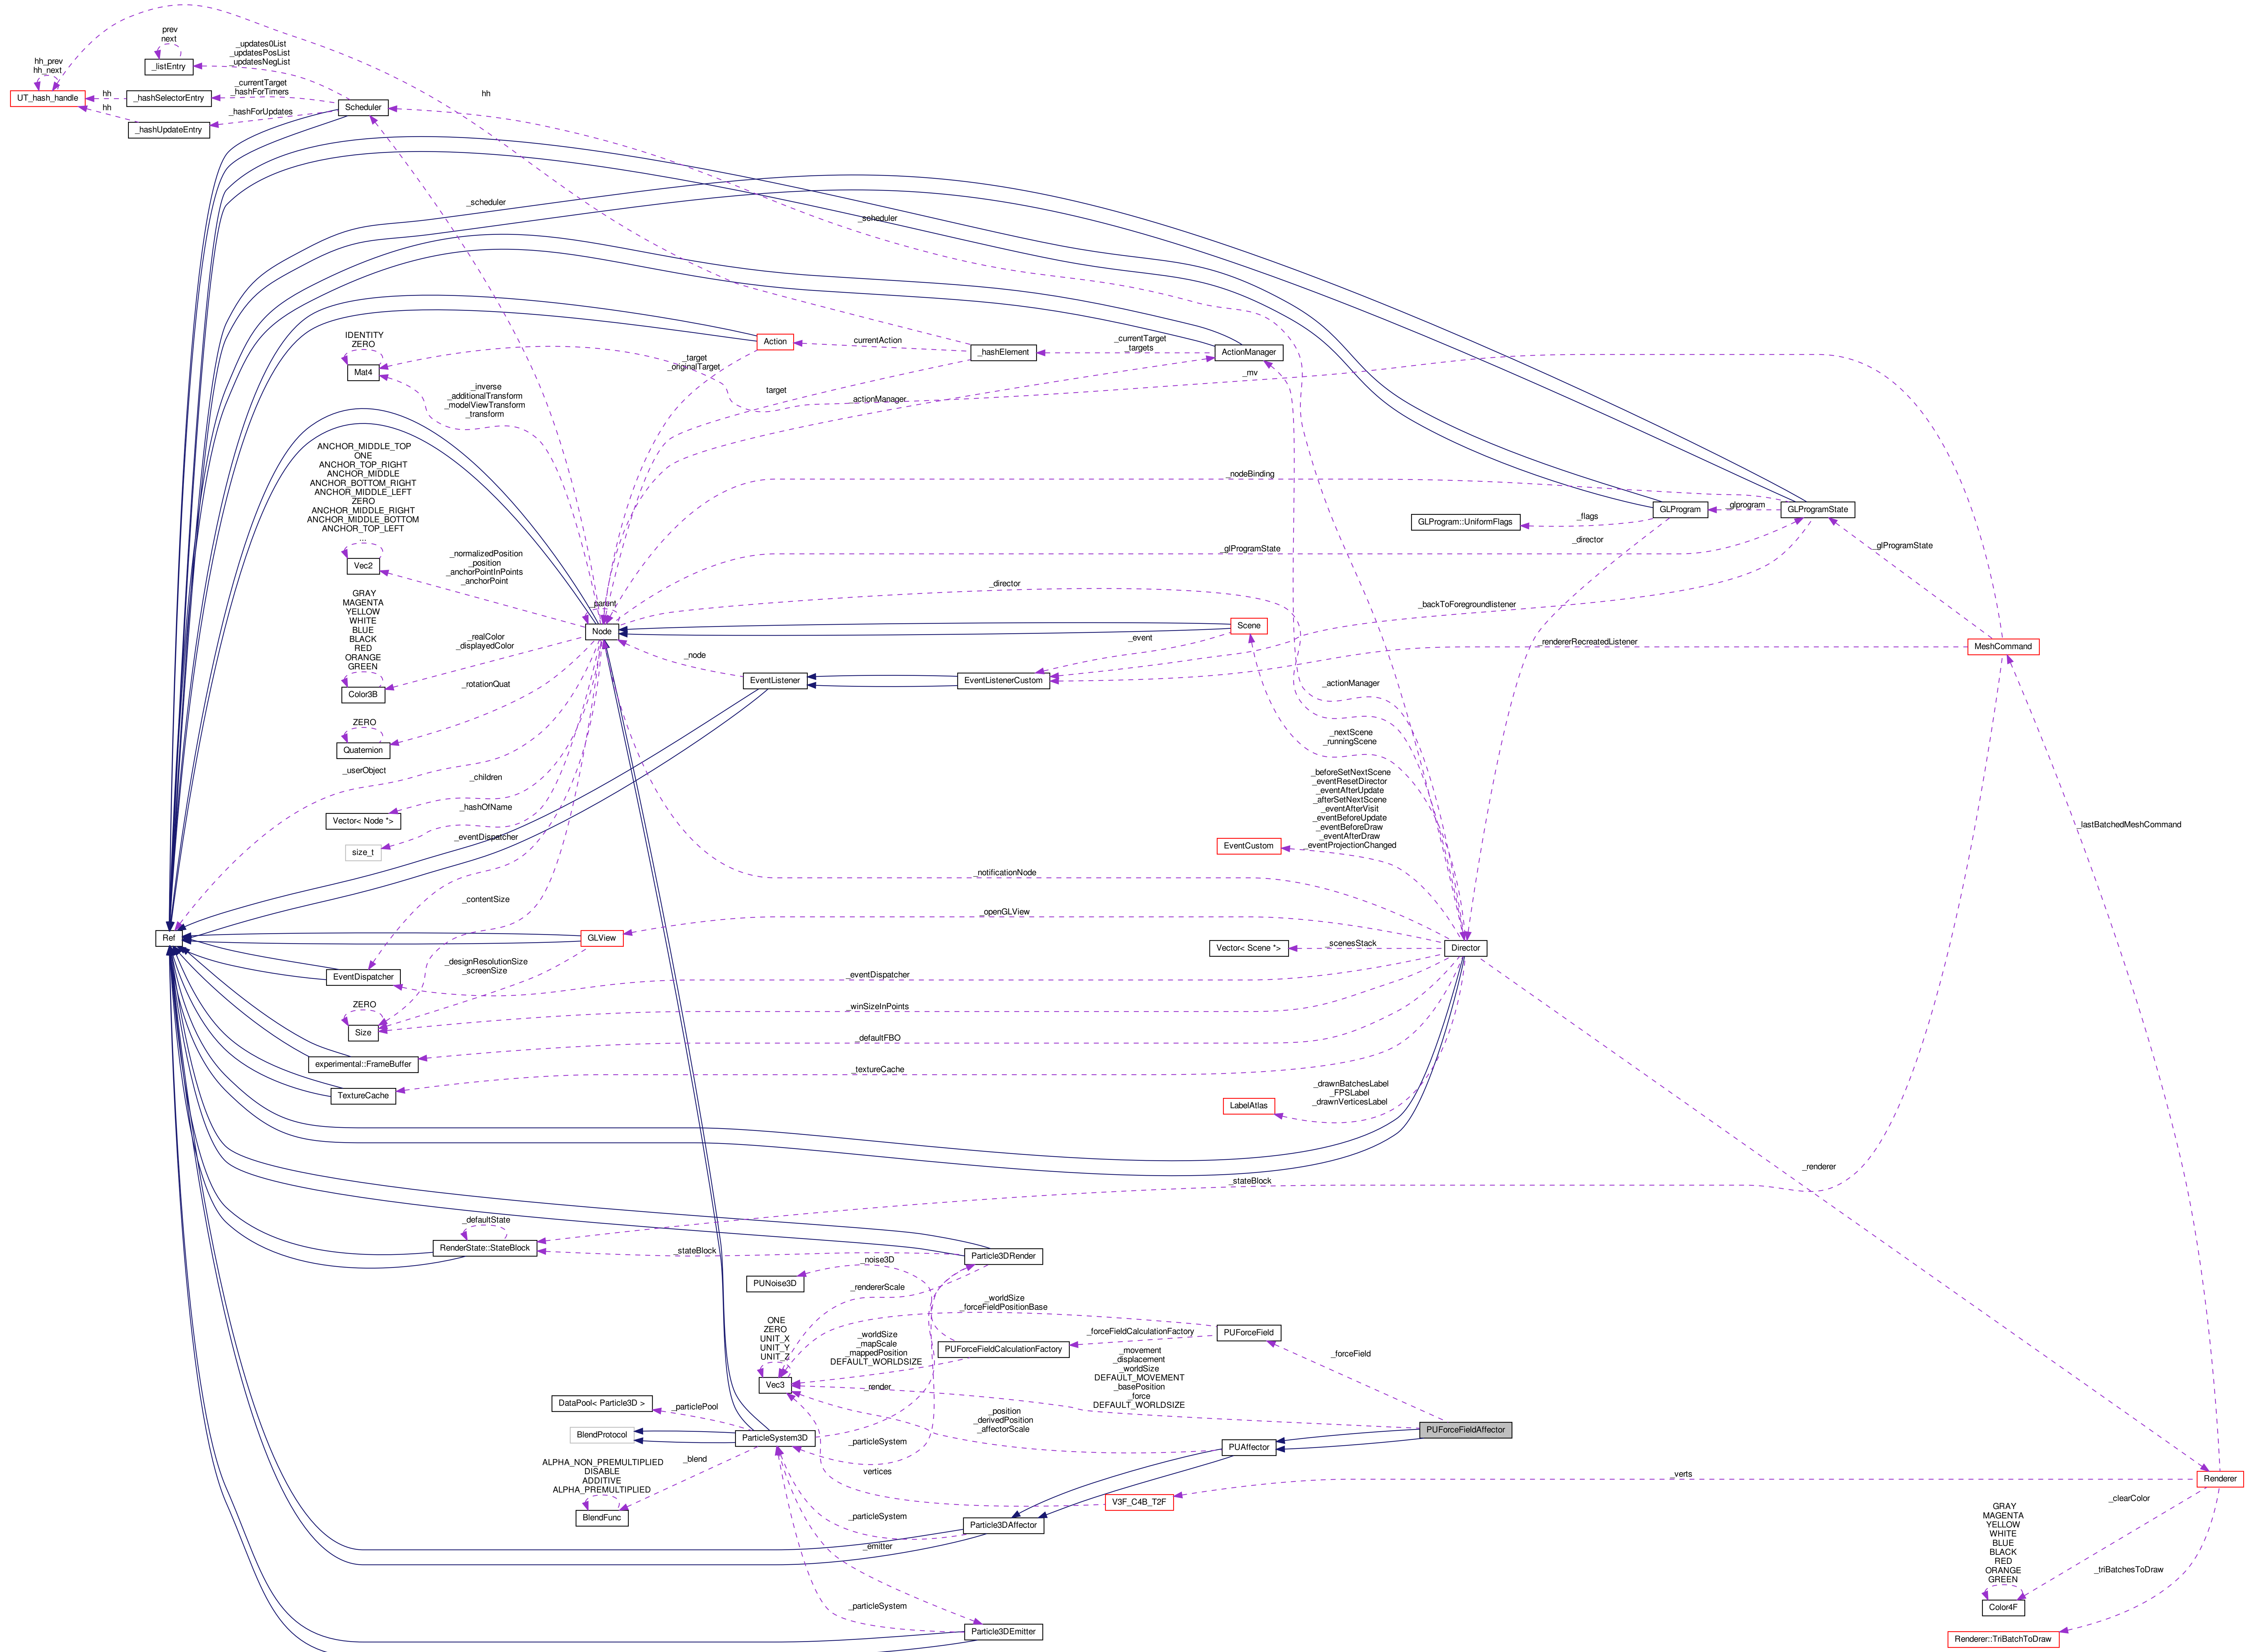 prev
next
_listEntry
_updates0List
_updatesPosList
_updatesNegList
hh_prev
hh_next
UT_hash_handle
hh
hh
_hashSelectorEntry
_currentTarget
_hashForTimers
_hashUpdateEntry
_hashForUpdates
Scheduler
hh
_scheduler
_scheduler
IDENTITY
ZERO
Mat4
Action
currentAction
_hashElement
_currentTarget
targets
ActionManager
_target
_originalTarget
target
_mv
_inverse
_additionalTransform
_modelViewTransform
_transform
_actionManager
ANCHOR_MIDDLE_TOP
ONE
ANCHOR_TOP_RIGHT
ANCHOR_MIDDLE
ANCHOR_BOTTOM_RIGHT
ANCHOR_MIDDLE_LEFT
ZERO
ANCHOR_MIDDLE_RIGHT
ANCHOR_MIDDLE_BOTTOM
ANCHOR_TOP_LEFT
...
Vec2
_nodeBinding
GLProgram::UniformFlags
_flags
GLProgram
_glprogram
GLProgramState
_director
_glProgramState
_glProgramState
_normalizedPosition
_position
_anchorPointInPoints
_anchorPoint
_director
GRAY
MAGENTA
YELLOW
WHITE
BLUE
BLACK
RED
ORANGE
GREEN
Color3B
_realColor
_displayedColor
_parent
Node
_backToForegroundlistener
Scene
_event
_rendererRecreatedListener
MeshCommand
_node
EventListener
EventListenerCustom
_rotationQuat
_actionManager
ZERO
Quaternion
_nextScene
_runningScene
_userObject
_children
_beforeSetNextScene
_eventResetDirector
_eventAfterUpdate
_afterSetNextScene
_eventAfterVisit
_eventBeforeUpdate
_eventBeforeDraw
_eventAfterDraw
_eventProjectionChanged
EventCustom
Vector< Node *>
_hashOfName
_lastBatchedMeshCommand
size_t
_eventDispatcher
_notificationNode
_contentSize
_openGLView
Ref
GLView
Vector< Scene *>
_scenesStack
Director
_designResolutionSize
_screenSize
EventDispatcher
_eventDispatcher
ZERO
Size
_winSizeInPoints
_defaultFBO
experimental::FrameBuffer
_textureCache
TextureCache
_drawnBatchesLabel
_FPSLabel
_drawnVerticesLabel
LabelAtlas
_renderer
_stateBlock
_defaultState
RenderState::StateBlock
_stateBlock
Particle3DRender
_noise3D
PUNoise3D
_rendererScale
_worldSize
_forceFieldPositionBase
ONE
ZERO
UNIT_X
UNIT_Y
UNIT_Z
Vec3
_worldSize
_mapScale
_mappedPosition
DEFAULT_WORLDSIZE
PUForceFieldCalculationFactory
_forceFieldCalculationFactory
PUForceField
_forceField
_movement
_displacement
_worldSize
DEFAULT_MOVEMENT
_basePosition
_force
DEFAULT_WORLDSIZE
_render
DataPool< Particle3D >
_particlePool
_position
_derivedPosition
_affectorScale
PUForceFieldAffector
BlendProtocol
ParticleSystem3D
_particleSystem
PUAffector
_blend
ALPHA_NON_PREMULTIPLIED
DISABLE
ADDITIVE
ALPHA_PREMULTIPLIED
BlendFunc
vertices
_verts
Renderer
V3F_C4B_T2F
_clearColor
_particleSystem
Particle3DAffector
GRAY
MAGENTA
YELLOW
WHITE
BLUE
BLACK
RED
ORANGE
GREEN
Color4F
_emitter
_triBatchesToDraw
_particleSystem
Particle3DEmitter
Renderer::TriBatchToDraw